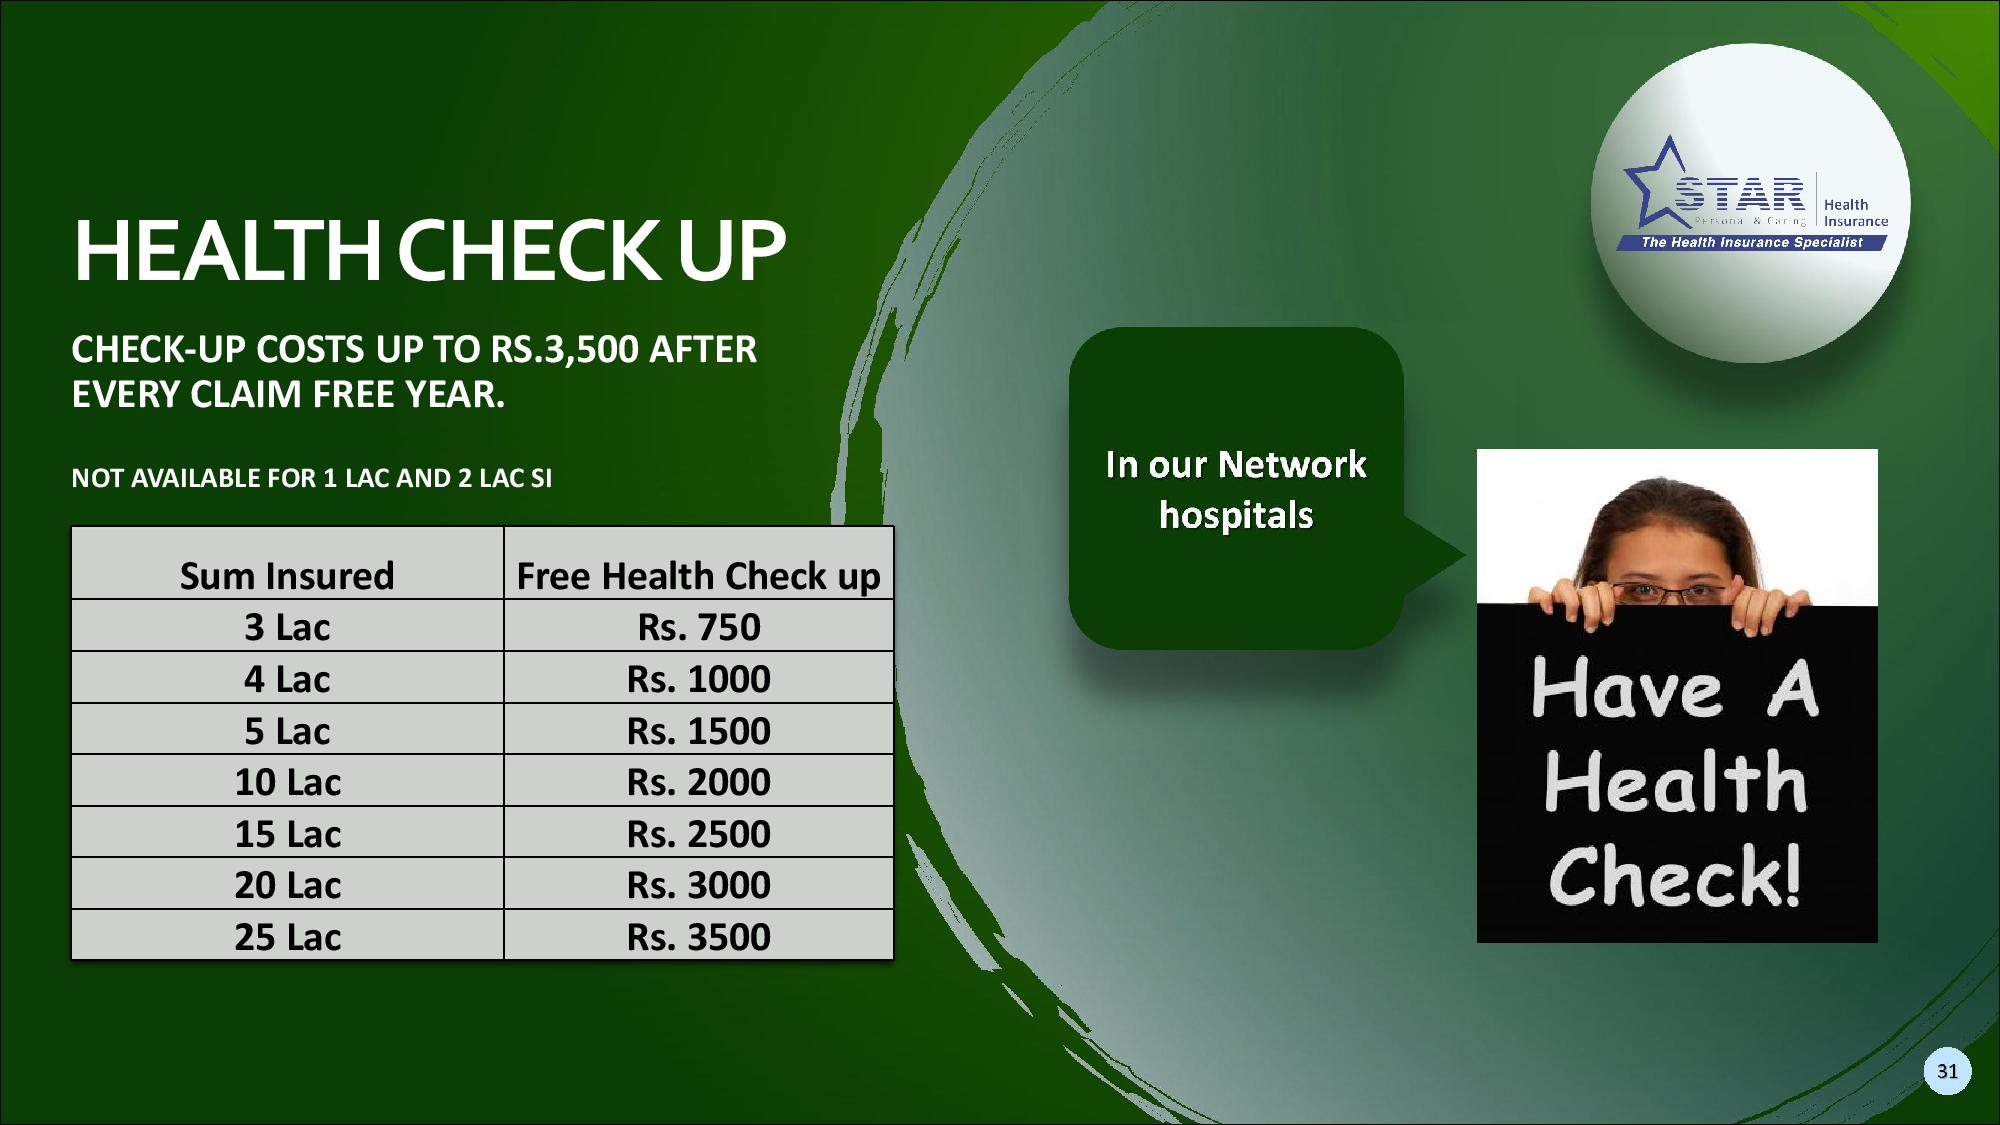 STAR
Personal & Caring
Health
Insurance
The Health Insurance Specialist
HEALTH CHECK UP
CHECK-UP COSTS UP TO RS.3,500 AFTER
EVERY CLAIM FREE YEAR.
NOT AVAILABLE FOR 1 LAC AND 2 LAC SI
Sum Insured Free Health Check up
3 Lac Rs. 750
4 Lac Rs. 1000
5 Lac Rs. 1500
10 Lac Rs. 2000
15 Lac Rs. 2500
20 Lac Rs. 3000
25 Lac Rs. 3500
In our Network
hospitals
Have A
Health
Check!
31